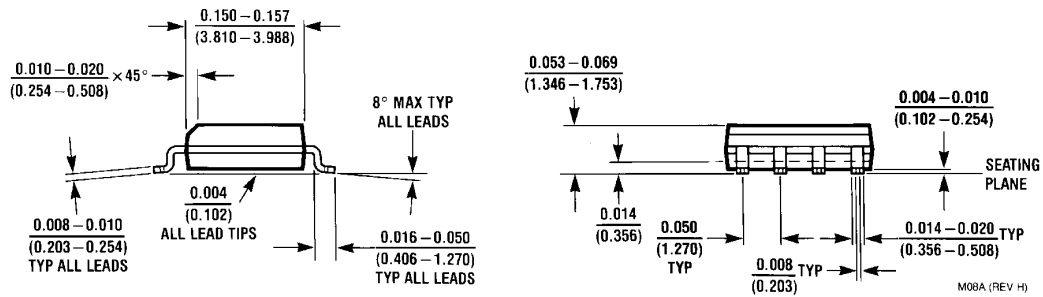 0.150 – 0.157
(3.810 – 3.988)
0.010 – 0.020 × 45°
(0.254 – 0.508)
8° MAX TYP
ALL LEADS
0.004
(0.102)
ALL LEAD TIPS
0.008 – 0.010
(0.203 – 0.254)
TYP ALL LEADS
0.016 – 0.050
(0.406 – 1.270)
TYP ALL LEADS
0.053 – 0.069
(1.346 – 1.753)
0.004 – 0.010
(0.102 – 0.254)
SEATING
PLANE
0.014
(0.356)
0.050
(1.270)
TYP
0.014 – 0.020 TYP
(0.356 – 0.508)
0.008 TYP
(0.203)
M08A (REV H)